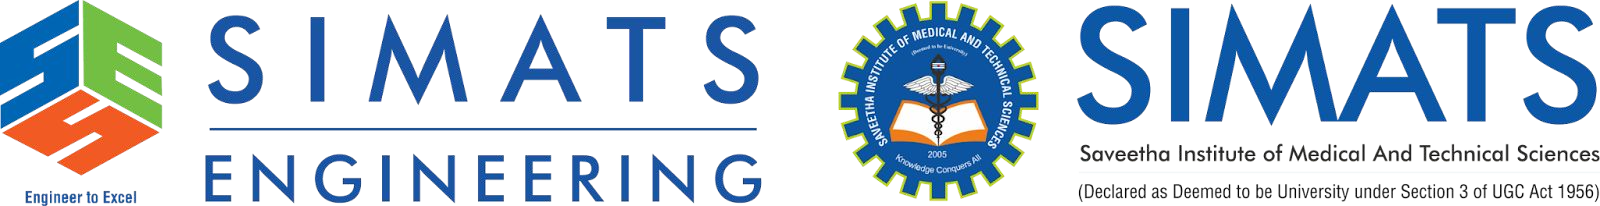 SES
Engineer to Excel
SIMATS
ENGINEERING
SAVEETHA INSTITUTE OF MEDICAL AND TECHNICAL SCIENCES
(Deemed to be University)
2005
Knowledge Conquers All
SIMATS
Saveetha Institute of Medical And Technical Sciences
(Declared as Deemed to be University under Section 3 of UGC Act 1956)